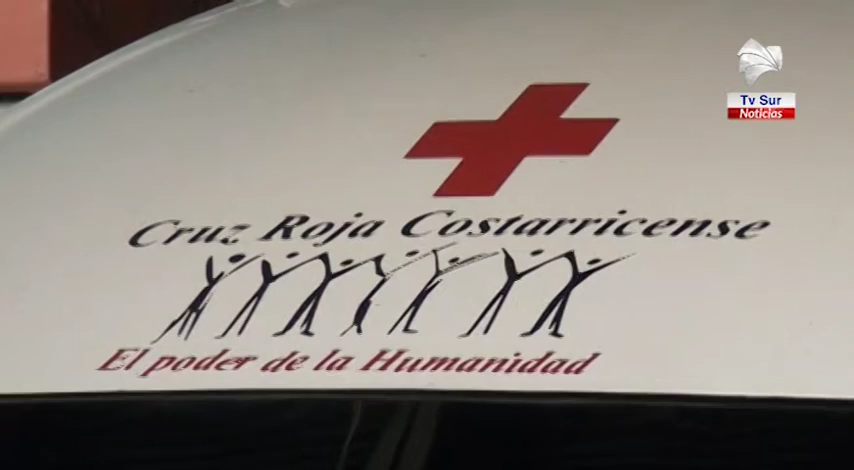 Tv Sur
Noticias
Cruz Roja Costarricense
El poder de la Humanidad